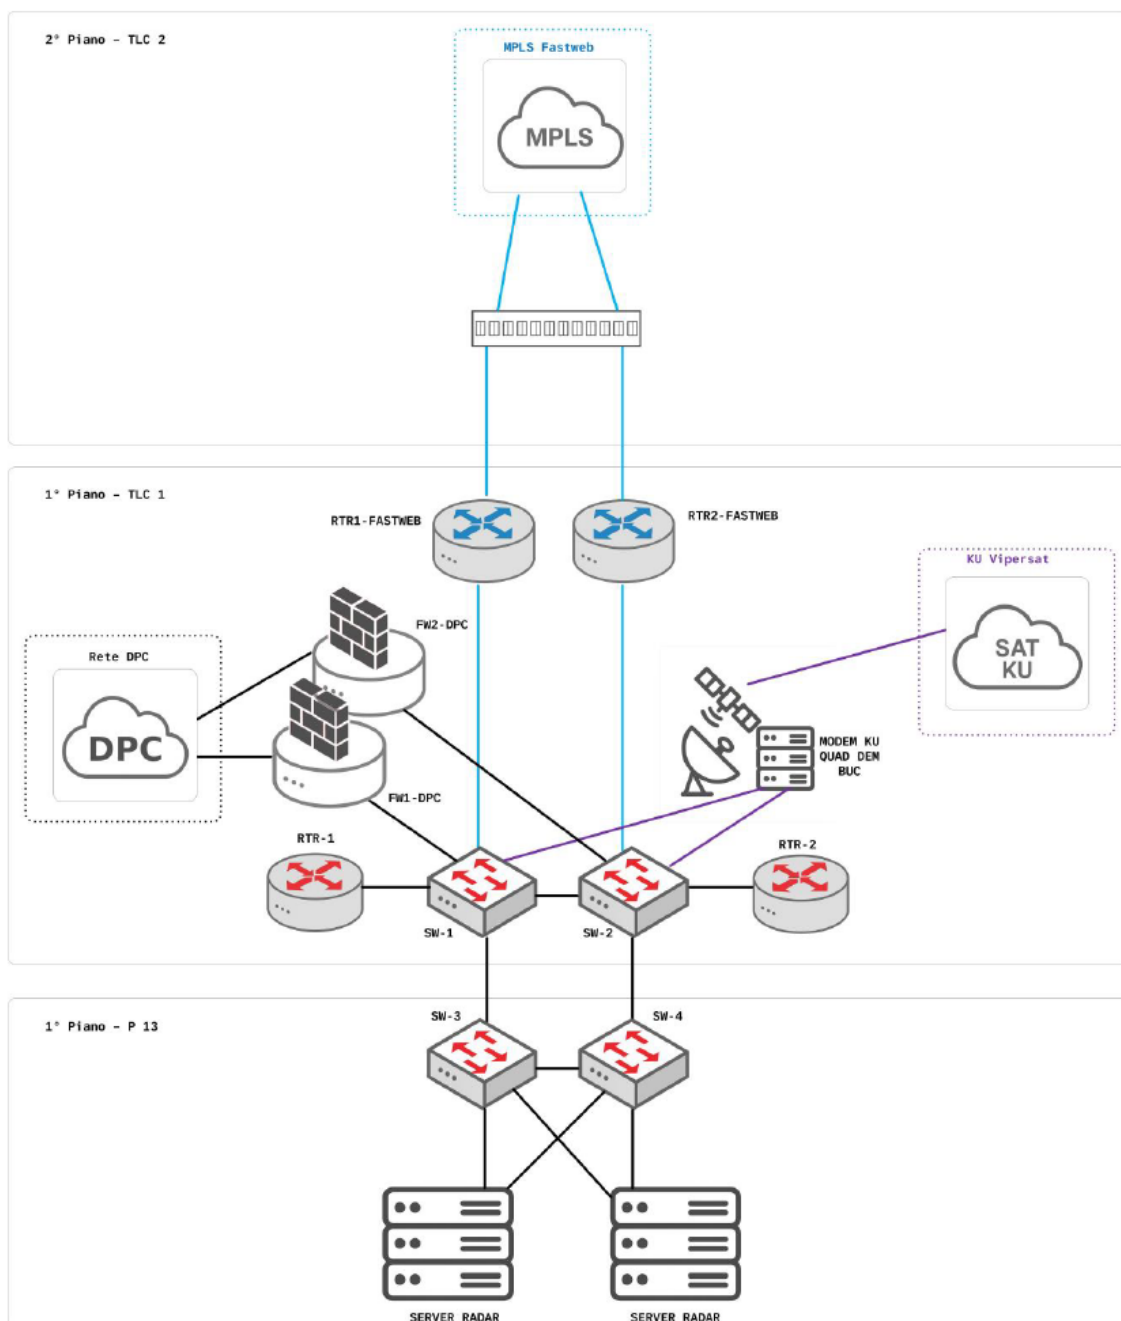 2° Piano – TLC 2
MPLS Fastweb
MPLS
1° Piano – TLC 1
RTR1-FASTWEB
RTR2-FASTWEB
KU Vipersat
SAT
KU
FW2-DPC
Rete DPC
DPC
MODEM KU
QUAD DEM
BUC
FW1-DPC
RTR-1
RTR-2
SW-1
SW-2
1° Piano – P 13
SW-3
SW-4
SERVER RADAR
SERVER RADAR